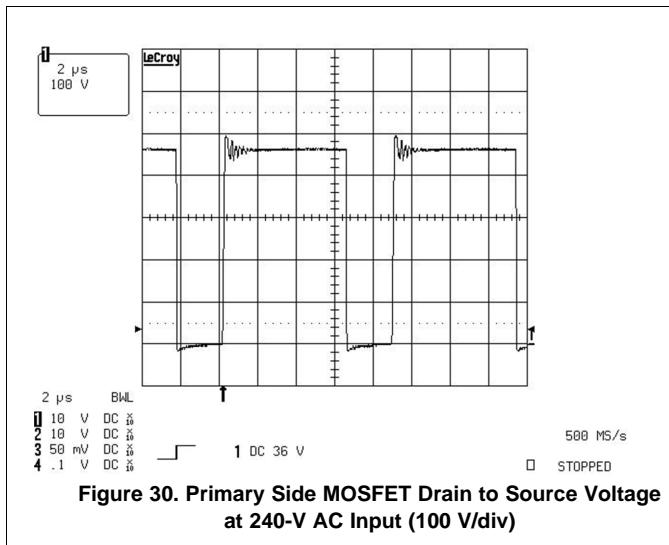 1
2 µs
100 V
LeCroy
2 µs BWL
1 10 V DC x10
2 10 V DC x10
3 50 mV DC x10
4 .1 V DC x10
1 DC 36 V
500 MS/s
STOPPED
Figure 30. Primary Side MOSFET Drain to Source Voltage
at 240-V AC Input (100 V/div)